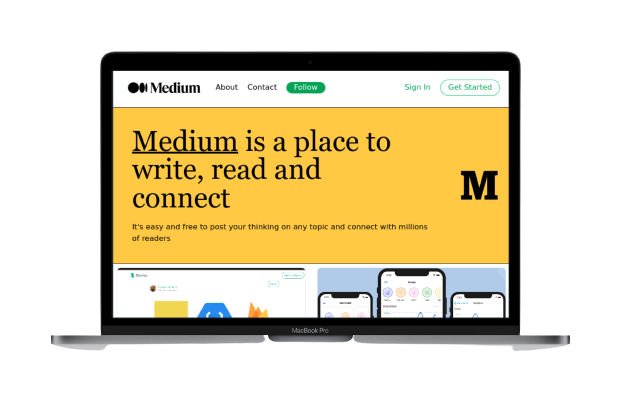 Medium
About
Contact
Follow
Sign In
Get Started
Medium is a place to
write, read and
connect
M
It's easy and free to post your thinking on any topic and connect with millions
of readers
MacBook Pro